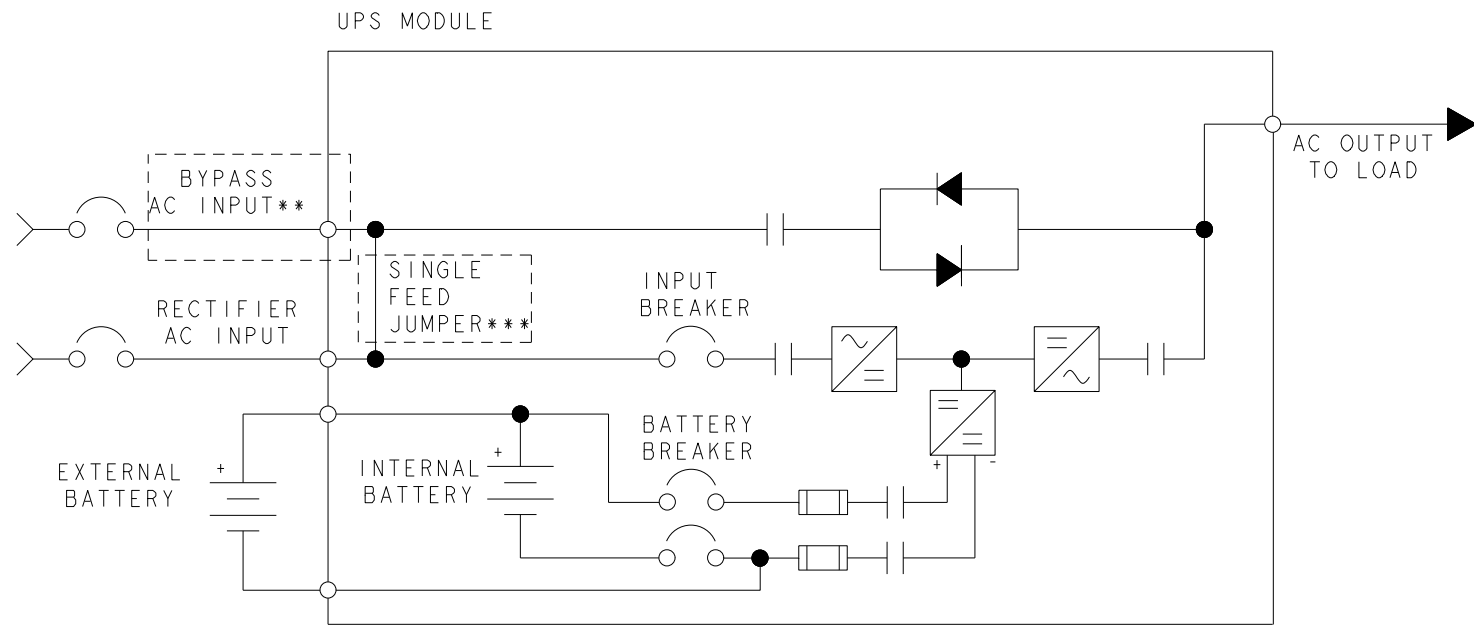 UPS MODULE
AC OUTPUT
TO LOAD
BYPASS
AC INPUT**
SINGLE
FEED
JUMPER***
INPUT
BREAKER
RECTIFIER
AC INPUT
BATTERY
BREAKER
+ -
EXTERNAL
BATTERY
+
INTERNAL
BATTERY
+